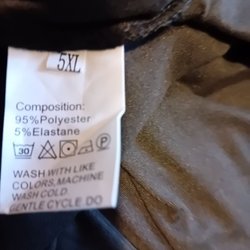 5XL
Composition:
95%Polyester
5%Elastane
30
WASH WITH LIKE
COLORS, MACHINE
WASH COLD.
GENTLE CYCLE. DO